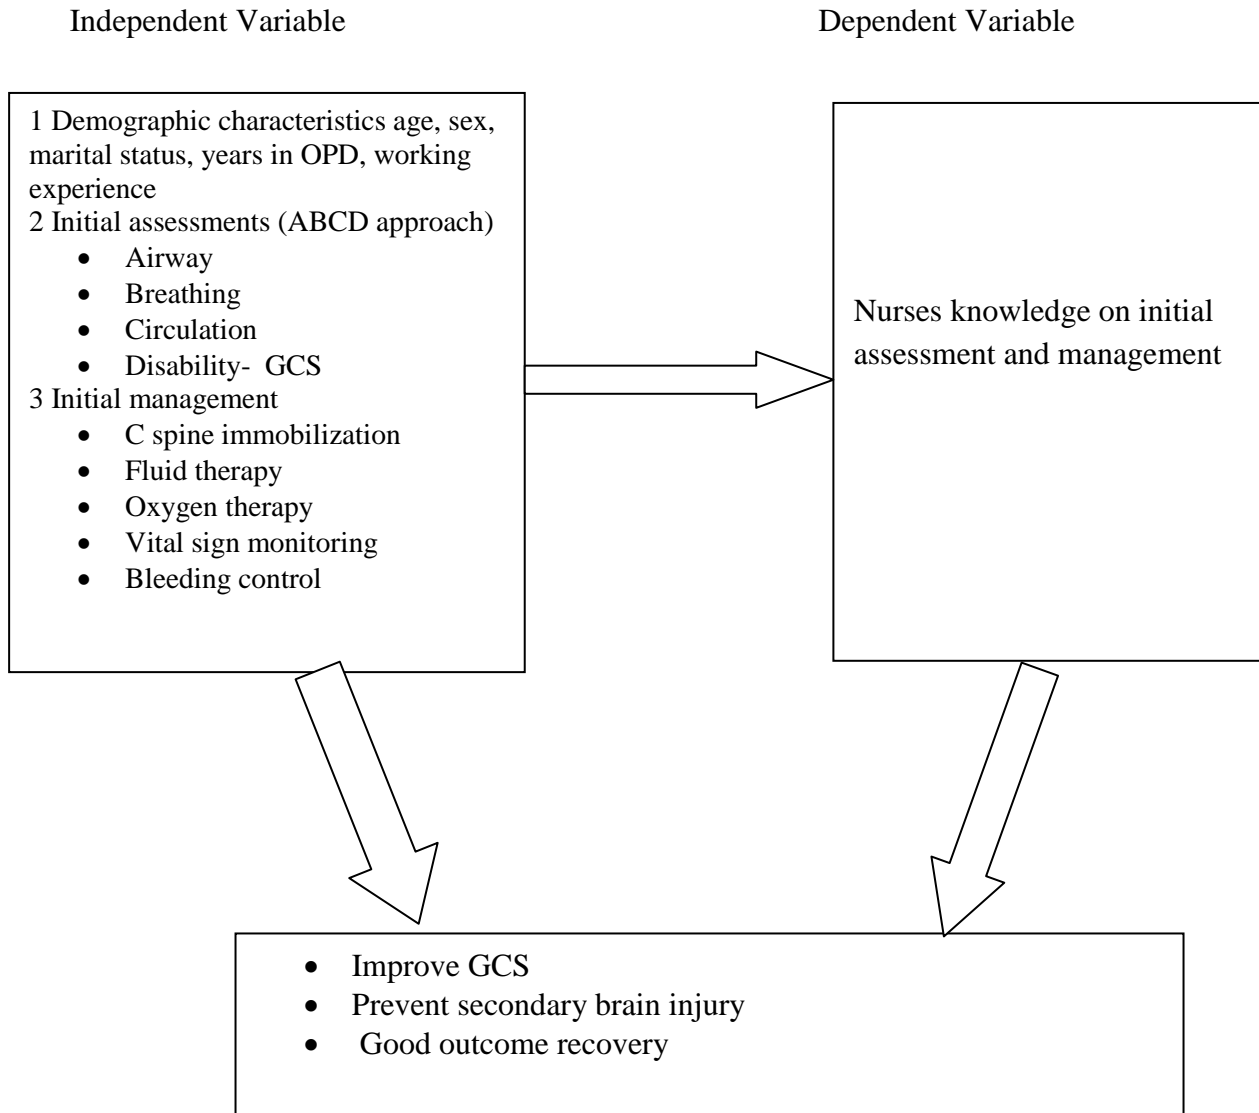 Independent Variable
Dependent Variable
1 Demographic characteristics age, sex,
marital status, years in OPD, working
experience
2 Initial assessments (ABCD approach)
• Airway
• Breathing
• Circulation
• Disability- GCS
3 Initial management
• C spine immobilization
• Fluid therapy
• Oxygen therapy
• Vital sign monitoring
• Bleeding control
Nurses knowledge on initial
assessment and management
• Improve GCS
• Prevent secondary brain injury
• Good outcome recovery